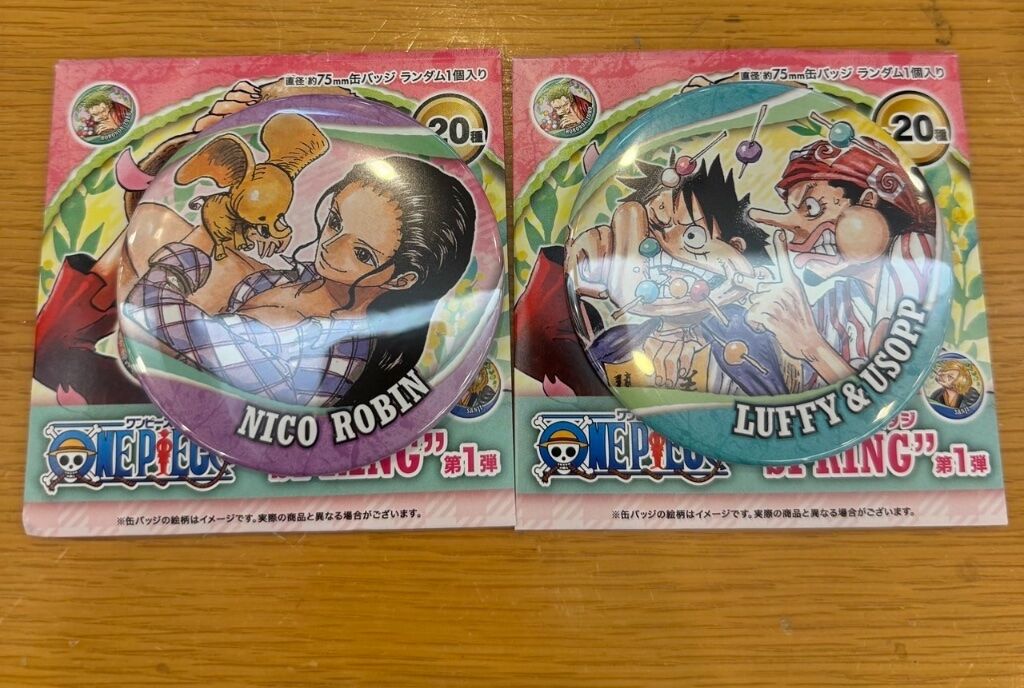 直径約75mm缶バッジ ランダム1個入り
20種
NICO ROBIN
SANJI
ONE PIECE
SPRING”
第1弾
※缶バッジの絵柄はイメージです。実際の商品と異なる場合がございます。
直径約75mm缶バッジ ランダム1個入り
20種
LUFFY & USOPP
SANJI
ONE PIECE
SPRING”
第1弾
※缶バッジの絵柄はイメージです。実際の商品と異なる場合がございます。